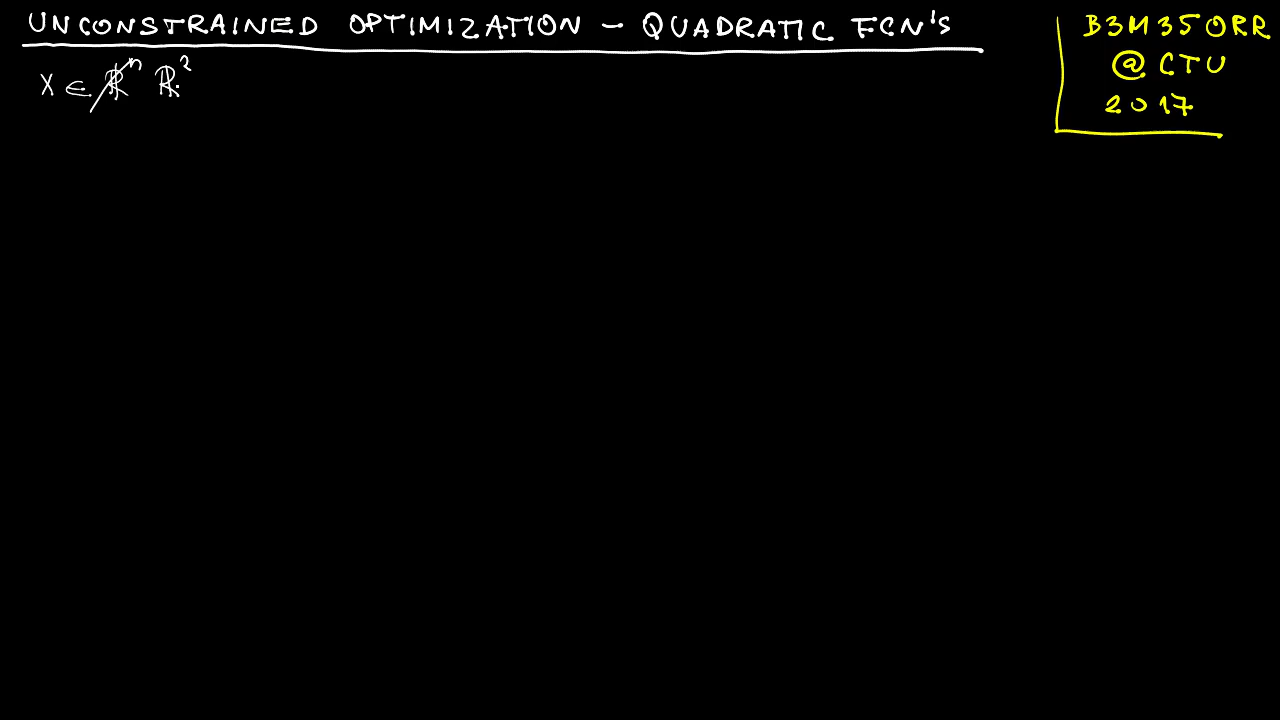 UNCONSTRAINED OPTIMIZATION - QUADRATIC FCN'S
B3M35ORR
@ CTU
2017
x ∈ ℝⁿ ℝ²